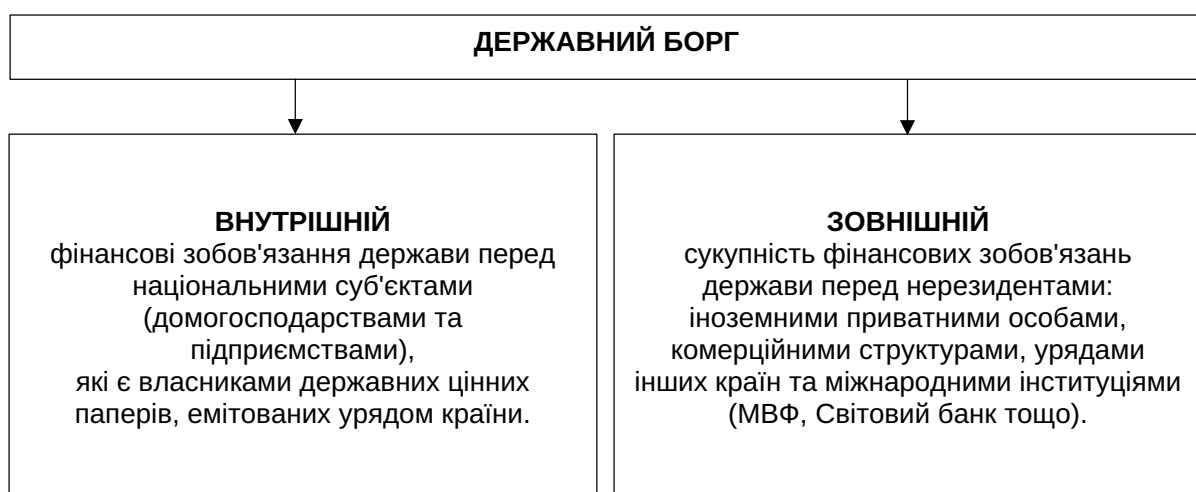 ДЕРЖАВНИЙ БОРГ
ВНУТРІШНІЙ
фінансові зобов'язання держави перед
національними суб'єктами
(домогосподарствами та
підприємствами),
які є власниками державних цінних
паперів, емітованих урядом країни.
ЗОВНІШНІЙ
сукупність фінансових зобов'язань
держави перед нерезидентами:
іноземними приватними особами,
комерційними структурами, урядами
інших країн та міжнародними інституціями
(МВФ, Світовий банк тощо).